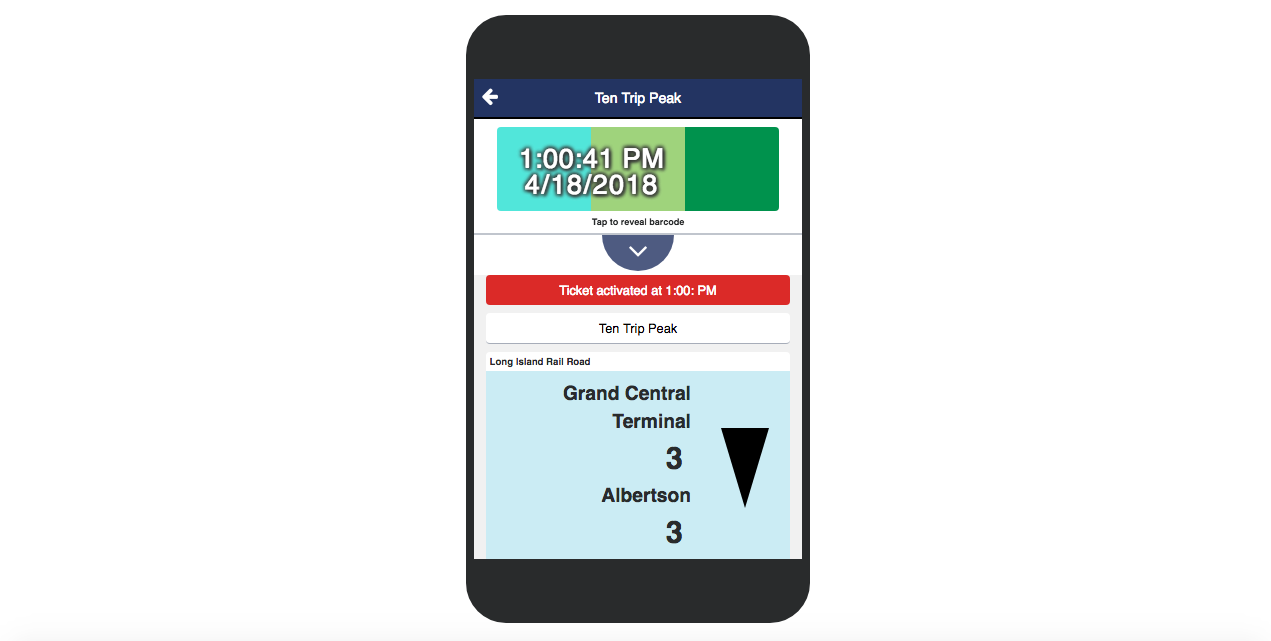 Ten Trip Peak
1:00:41 PM
4/18/2018
Tap to reveal barcode
Ticket activated at 1:00: PM
Ten Trip Peak
Long Island Rail Road
Grand Central
Terminal
3
Albertson
3